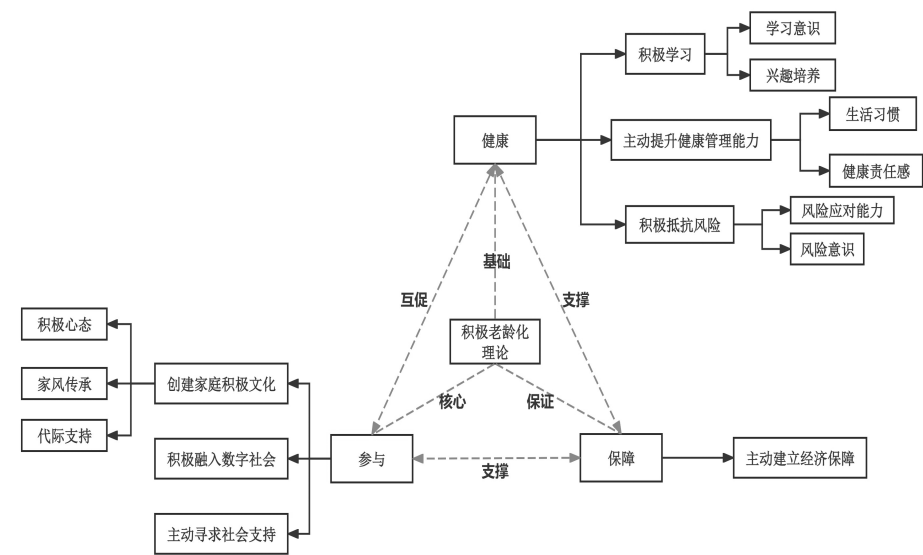 学习意识
积极学习
兴趣培养
生活习惯
健康
主动提升健康管理能力
健康责任感
风险应对能力
积极抵抗风险
风险意识
基础
互促
支撑
积极心态
积极老龄化
理论
家风传承
创建家庭积极文化
核心
保证
代际支持
积极融入数字社会
参与
支撑
保障
主动建立经济保障
主动寻求社会支持